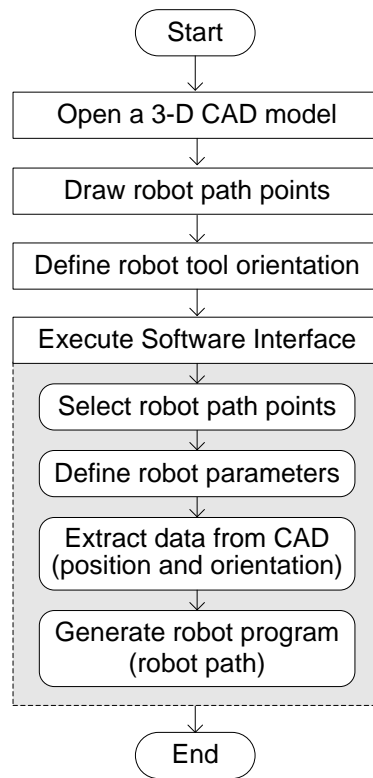 Start
Open a 3-D CAD model
Draw robot path points
Define robot tool orientation
Execute Software Interface
Select robot path points
Define robot parameters
Extract data from CAD
(position and orientation)
Generate robot program
(robot path)
End